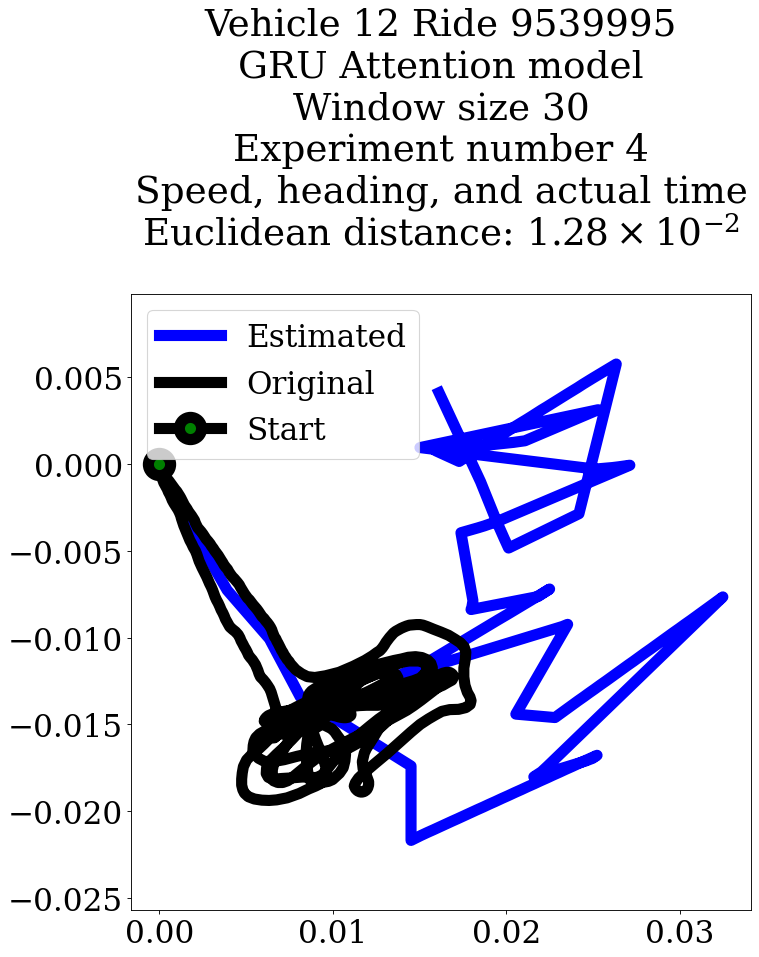 Vehicle 12 Ride 9539995
GRU Attention model
Window size 30
Experiment number 4
Speed, heading, and actual time
Euclidean distance: 1.28 × 10⁻²
Estimated
Original
Start
0.005
0.000
−0.005
−0.010
−0.015
−0.020
−0.025
0.00 0.01 0.02 0.03